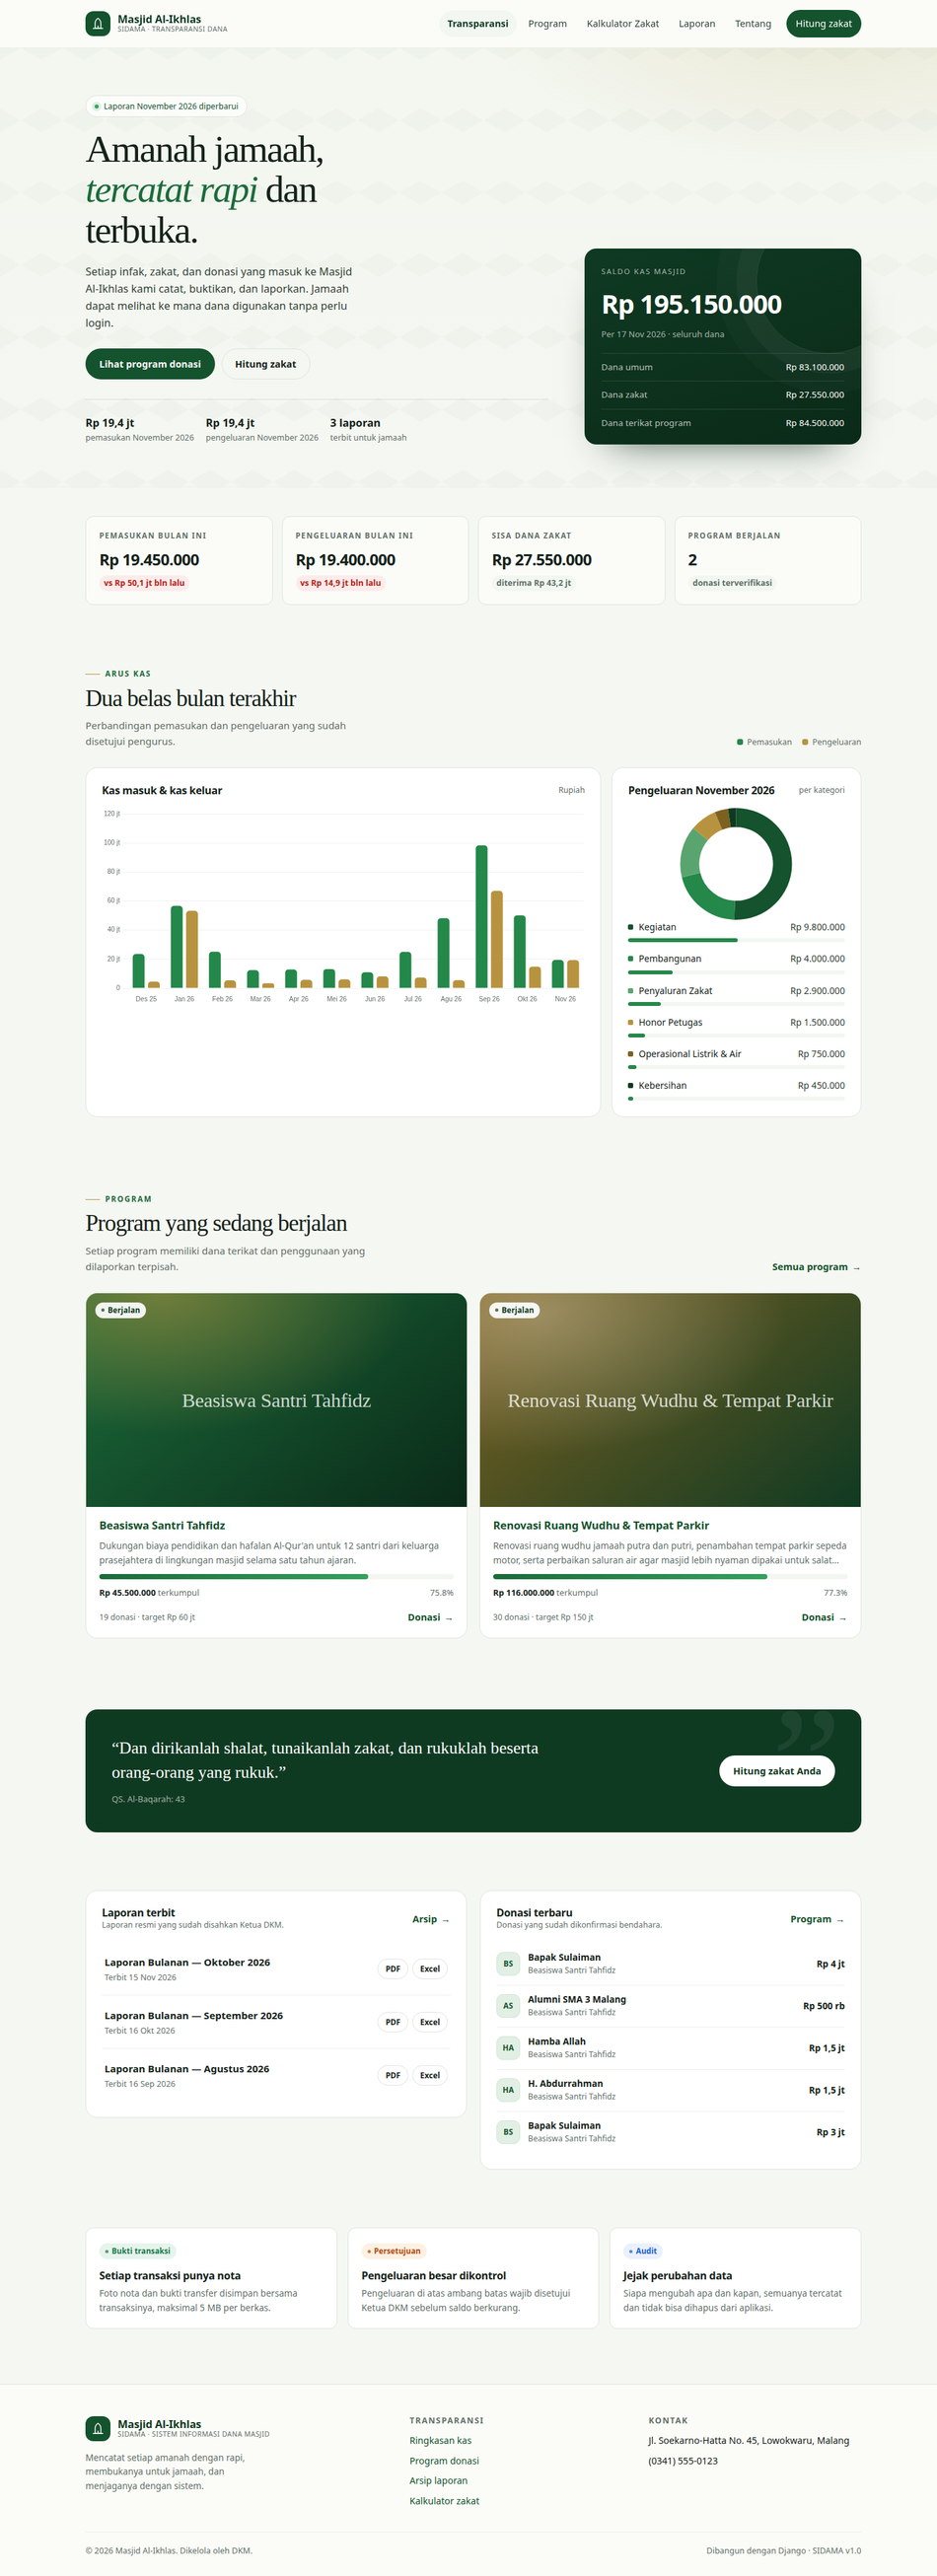 Masjid Al-Ikhlas
SIDAMA · TRANSPARANSI DANA
Transparansi
Program
Kalkulator Zakat
Laporan
Tentang
Hitung zakat
Laporan November 2026 diperbarui
Amanah jamaah,
tercatat rapi dan
terbuka.
Setiap infak, zakat, dan donasi yang masuk ke Masjid
Al-Ikhlas kami catat, buktikan, dan laporkan. Jamaah
dapat melihat ke mana dana digunakan tanpa perlu
login.
Lihat program donasi
Hitung zakat
Rp 19,4 jt
pemasukan November 2026
Rp 19,4 jt
pengeluaran November 2026
3 laporan
terbit untuk jamaah
SALDO KAS MASJID
Rp 195.150.000
Per 17 Nov 2026 · seluruh dana
Dana umum Rp 83.100.000
Dana zakat Rp 27.550.000
Dana terikat program Rp 84.500.000
PEMASUKAN BULAN INI
Rp 19.450.000
vs Rp 50,1 jt bln lalu
PENGELUARAN BULAN INI
Rp 19.400.000
vs Rp 14,9 jt bln lalu
SISA DANA ZAKAT
Rp 27.550.000
diterima Rp 43,2 jt
PROGRAM BERJALAN
2
donasi terverifikasi
ARUS KAS
Dua belas bulan terakhir
Perbandingan pemasukan dan pengeluaran yang sudah
disetujui pengurus.
Pemasukan
Pengeluaran
Kas masuk & kas keluar
Rupiah
120 jt
100 jt
80 jt
60 jt
40 jt
20 jt
0
Des 25
Jan 26
Feb 26
Mar 26
Apr 26
Mei 26
Jun 26
Jul 26
Agu 26
Sep 26
Okt 26
Nov 26
Pengeluaran November 2026
per kategori
Kegiatan Rp 9.800.000
Pembangunan Rp 4.000.000
Penyaluran Zakat Rp 2.900.000
Honor Petugas Rp 1.500.000
Operasional Listrik & Air Rp 750.000
Kebersihan Rp 450.000
PROGRAM
Program yang sedang berjalan
Setiap program memiliki dana terikat dan penggunaan yang
dilaporkan terpisah.
Semua program →
Berjalan
Beasiswa Santri Tahfidz
Beasiswa Santri Tahfidz
Dukungan biaya pendidikan dan hafalan Al-Qur'an untuk 12 santri dari keluarga
prasejahtera di lingkungan masjid selama satu tahun ajaran.
Rp 45.500.000 terkumpul 75.8%
19 donasi · target Rp 60 jt
Donasi →
Berjalan
Renovasi Ruang Wudhu & Tempat Parkir
Renovasi Ruang Wudhu & Tempat Parkir
Renovasi ruang wudhu jamaah putra dan putri, penambahan tempat parkir sepeda
motor, serta perbaikan saluran air agar masjid lebih nyaman dipakai untuk salat...
Rp 116.000.000 terkumpul 77.3%
30 donasi · target Rp 150 jt
Donasi →
“Dan dirikanlah shalat, tunaikanlah zakat, dan rukuklah beserta
orang-orang yang rukuk.”
QS. Al-Baqarah: 43
”
Hitung zakat Anda
Laporan terbit
Laporan resmi yang sudah disahkan Ketua DKM.
Arsip →
Laporan Bulanan — Oktober 2026
Terbit 15 Nov 2026
PDF
Excel
Laporan Bulanan — September 2026
Terbit 16 Okt 2026
PDF
Excel
Laporan Bulanan — Agustus 2026
Terbit 16 Sep 2026
PDF
Excel
Donasi terbaru
Donasi yang sudah dikonfirmasi bendahara.
Program →
BS
Bapak Sulaiman
Beasiswa Santri Tahfidz
Rp 4 jt
AS
Alumni SMA 3 Malang
Beasiswa Santri Tahfidz
Rp 500 rb
HA
Hamba Allah
Beasiswa Santri Tahfidz
Rp 1,5 jt
HA
H. Abdurrahman
Beasiswa Santri Tahfidz
Rp 1,5 jt
BS
Bapak Sulaiman
Beasiswa Santri Tahfidz
Rp 3 jt
Bukti transaksi
Setiap transaksi punya nota
Foto nota dan bukti transfer disimpan bersama
transaksinya, maksimal 5 MB per berkas.
Persetujuan
Pengeluaran besar dikontrol
Pengeluaran di atas ambang batas wajib disetujui
Ketua DKM sebelum saldo berkurang.
Audit
Jejak perubahan data
Siapa mengubah apa dan kapan, semuanya tercatat
dan tidak bisa dihapus dari aplikasi.
Masjid Al-Ikhlas
SIDAMA · SISTEM INFORMASI DANA MASJID
Mencatat setiap amanah dengan rapi,
membukanya untuk jamaah, dan
menjaganya dengan sistem.
TRANSPARANSI
Ringkasan kas
Program donasi
Arsip laporan
Kalkulator zakat
KONTAK
Jl. Soekarno-Hatta No. 45, Lowokwaru, Malang
(0341) 555-0123
© 2026 Masjid Al-Ikhlas. Dikelola oleh DKM.
Dibangun dengan Django · SIDAMA v1.0